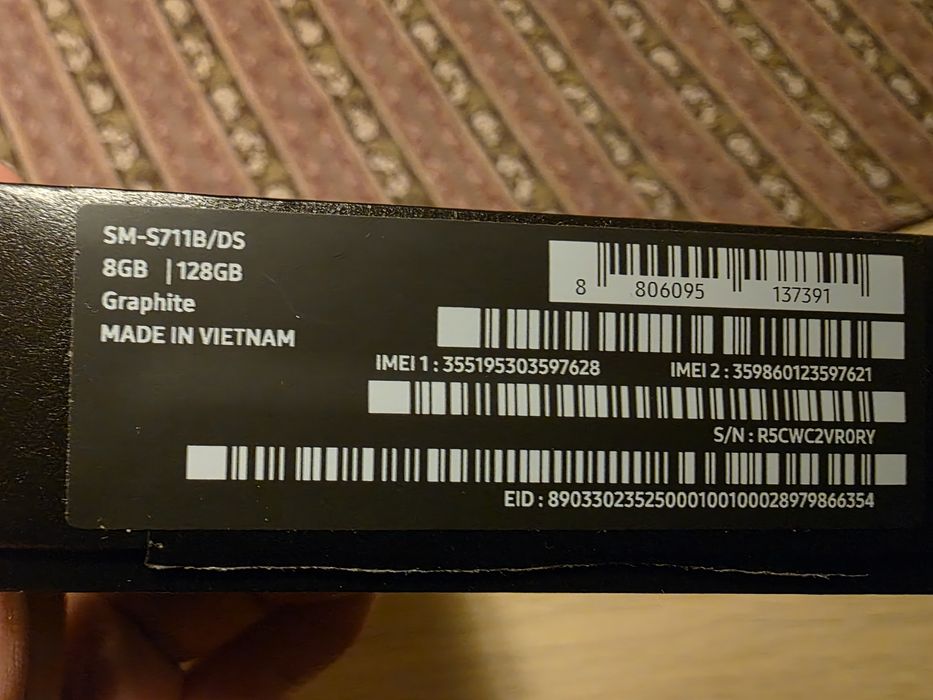 SM-S711B/DS
8GB | 128GB
Graphite
MADE IN VIETNAM
8 806095 137391
IMEI 1 : 355195303597628 IMEI 2 : 359860123597621
S/N : R5CWC2VR0RY
EID : 89033023525000100100028979866354